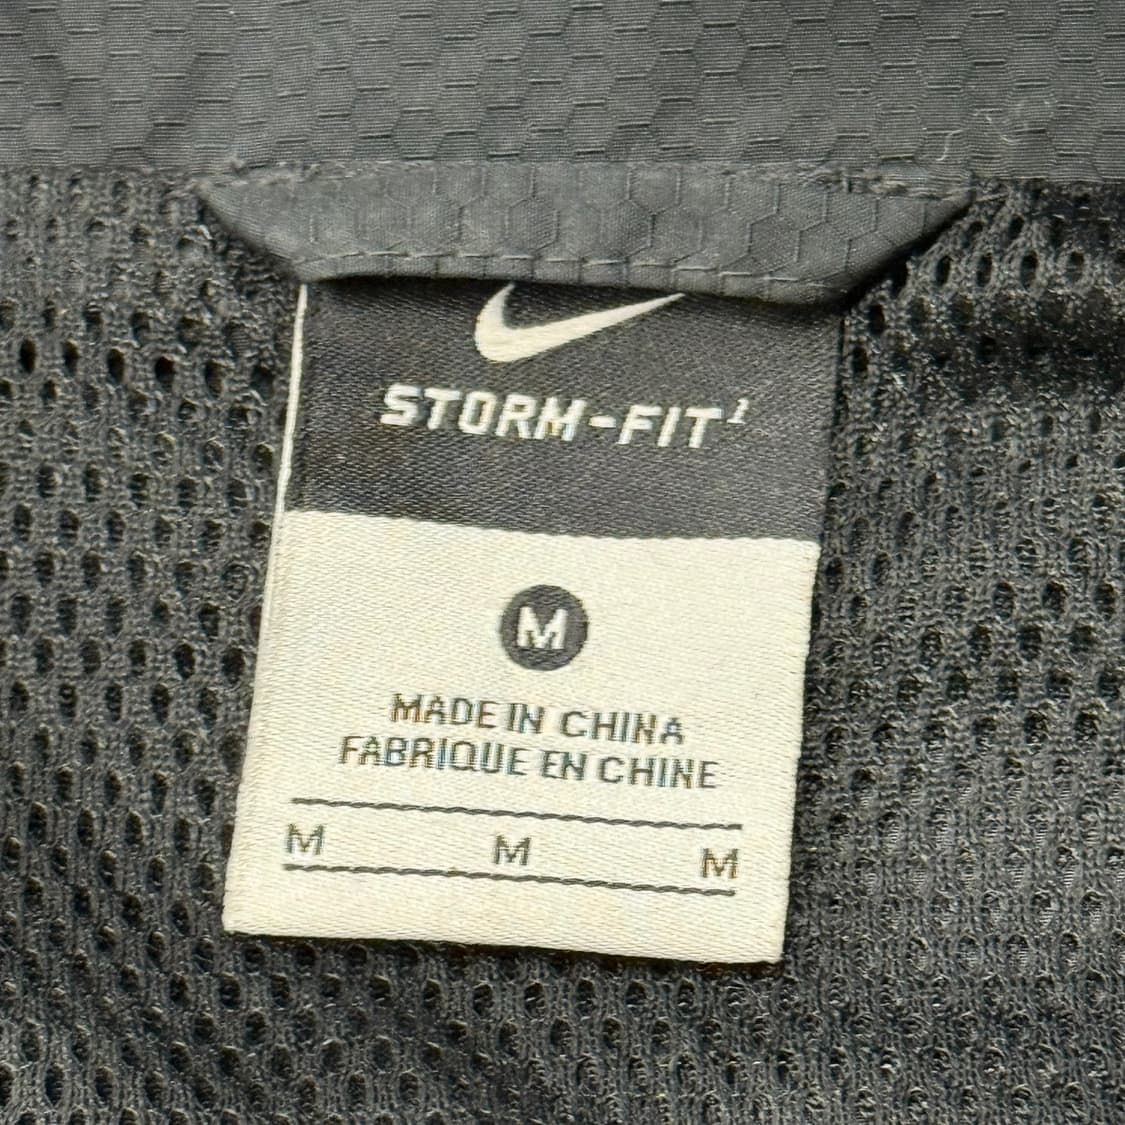 STORM-FIT¹
M
MADE IN CHINA
FABRIQUE EN CHINE
M M M